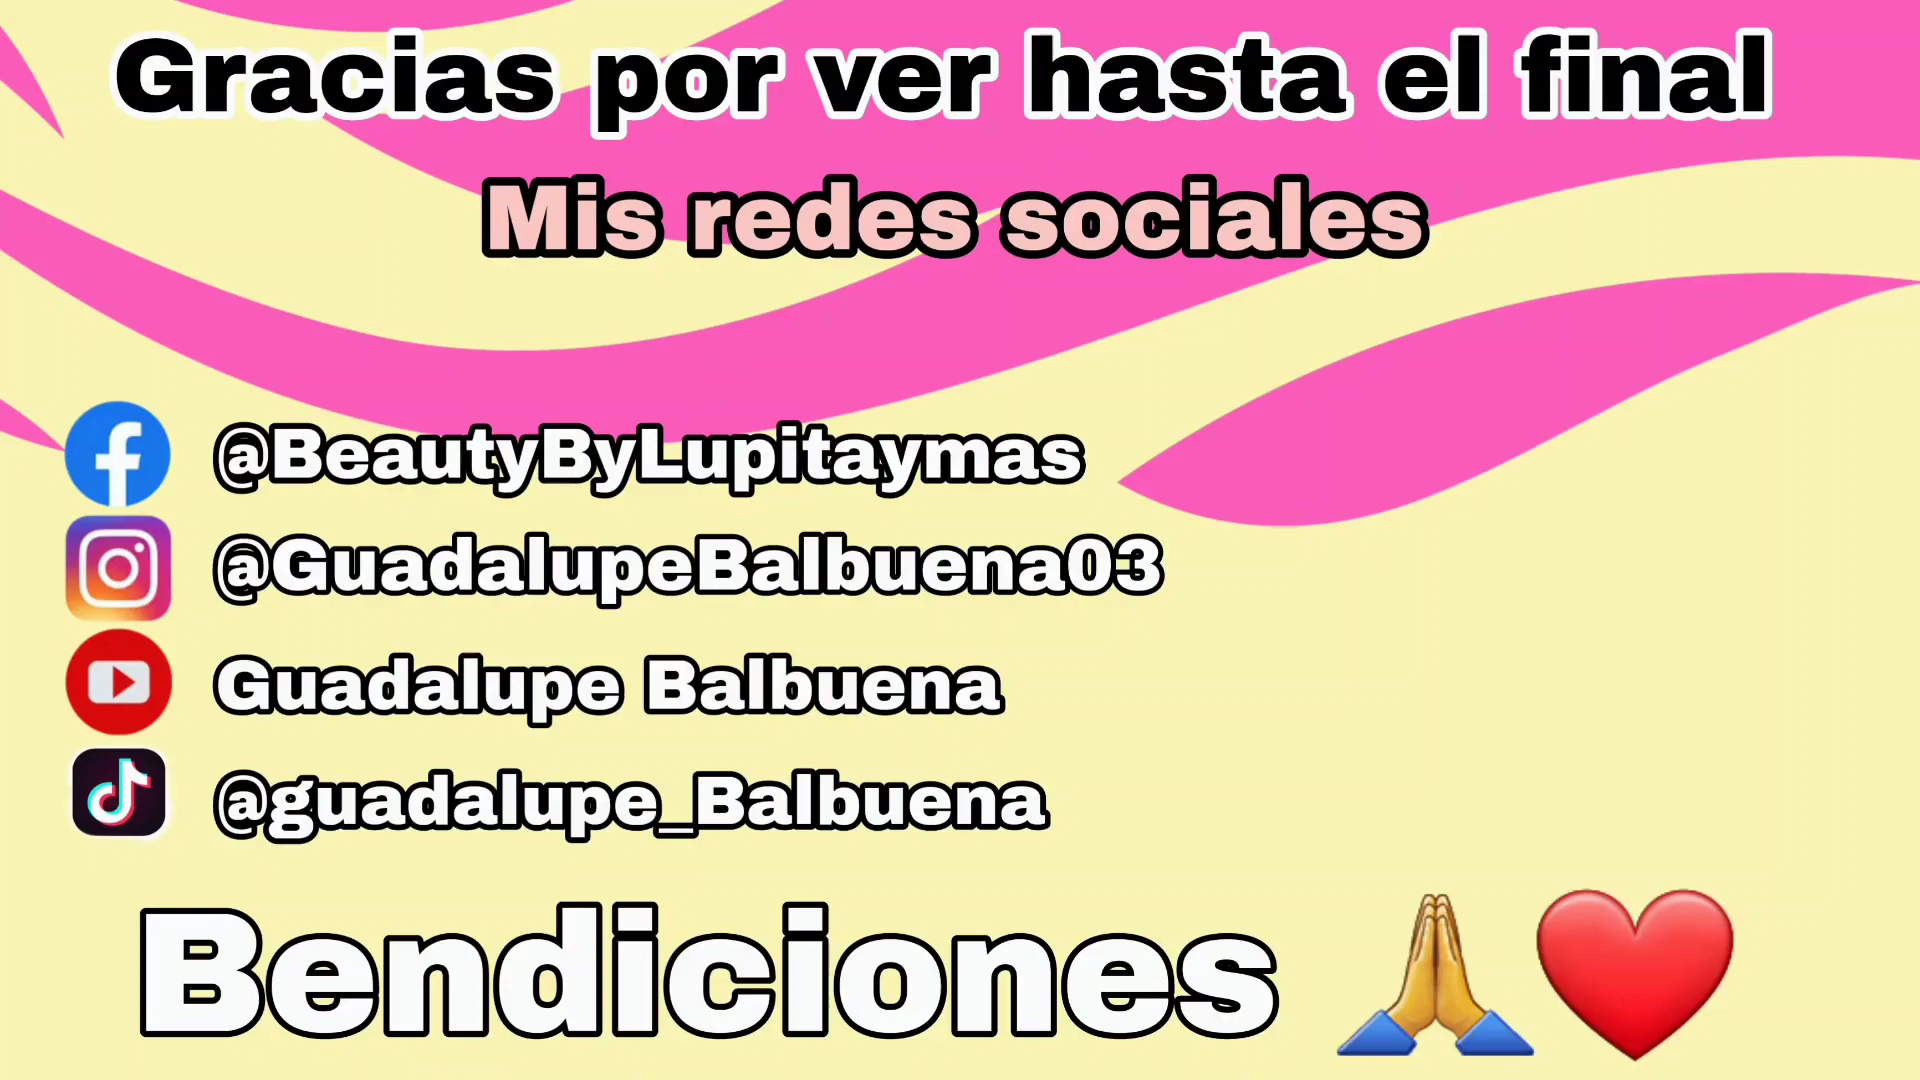 Gracias por ver hasta el final
Mis redes sociales
@BeautyByLupitaymas
@GuadalupeBalbuena03
Guadalupe Balbuena
@guadalupe_Balbuena
Bendiciones 🙏❤️